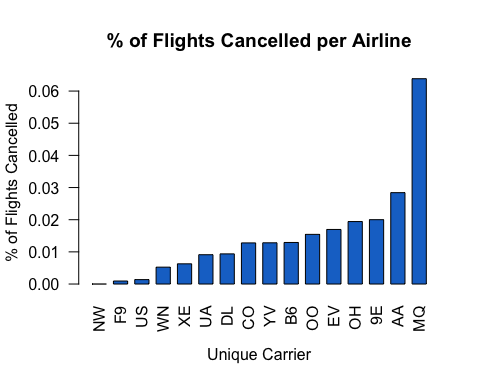 % of Flights Cancelled per Airline
% of Flights Cancelled
0.06
0.05
0.04
0.03
0.02
0.01
0.00
NW
F9
US
WN
XE
UA
DL
CO
YV
B6
OO
EV
OH
9E
AA
MQ
Unique Carrier